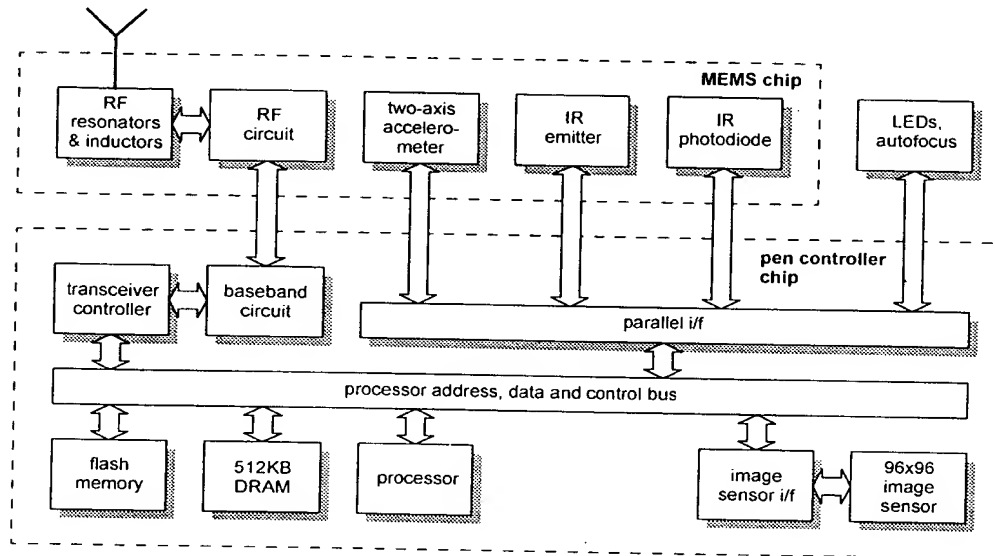 MEMS chip
RF
resonators
& inductors
RF
circuit
two-axis
accelero-
meter
IR
emitter
IR
photodiode
LEDs,
autofocus
pen controller
chip
transceiver
controller
baseband
circuit
parallel i/f
processor address, data and control bus
flash
memory
512KB
DRAM
processor
image
sensor i/f
96x96
image
sensor